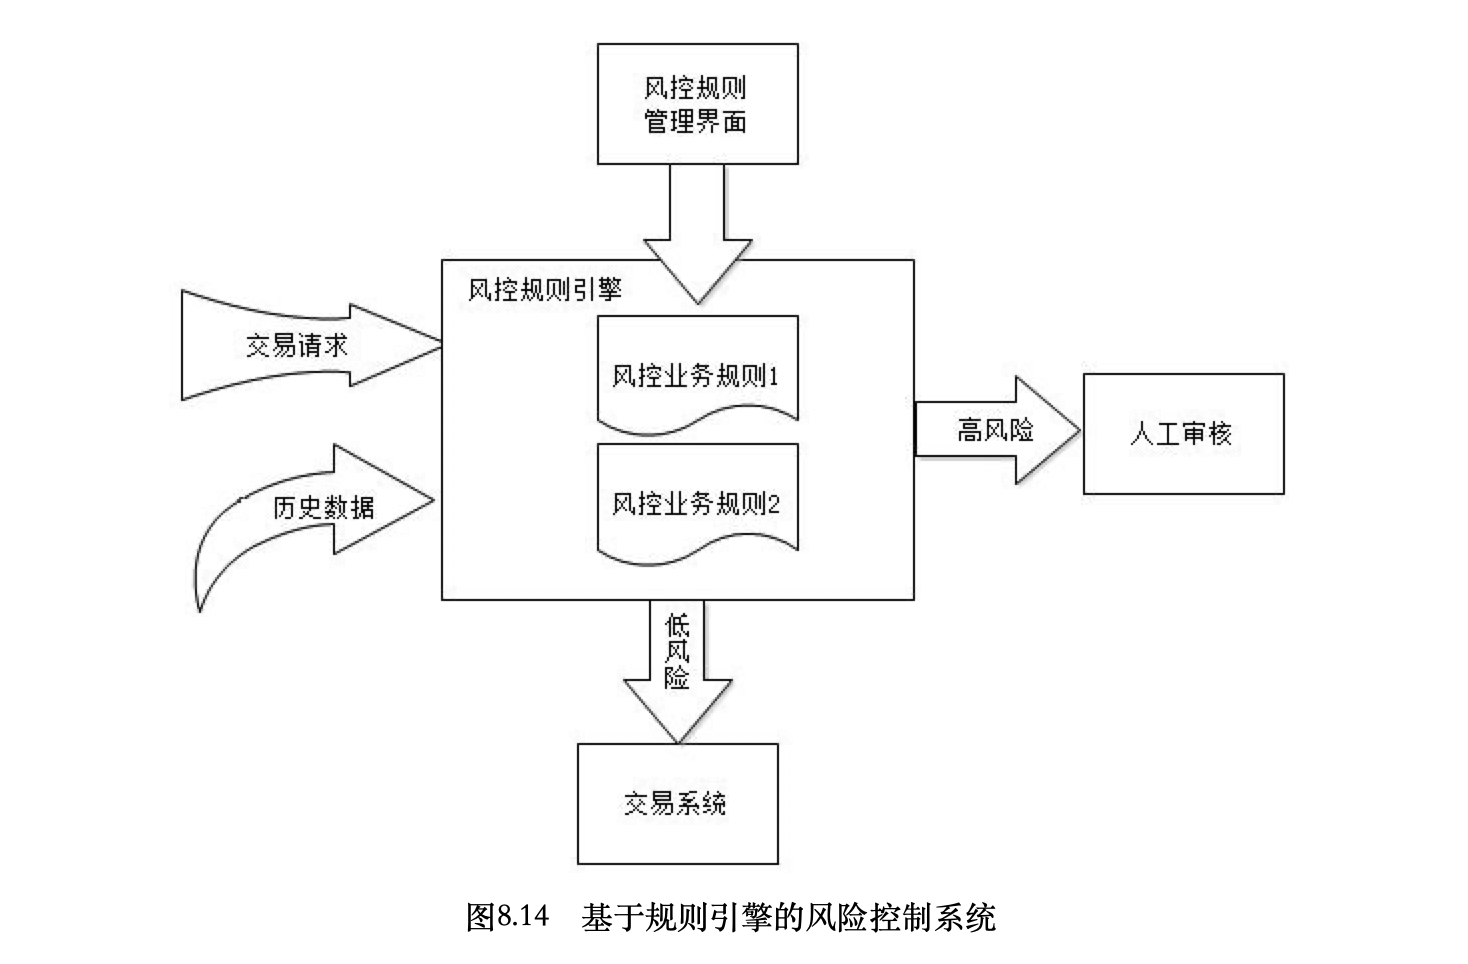 风控规则
管理界面
风控规则引擎
交易请求
风控业务规则1
高风险
人工审核
历史数据
风控业务规则2
低
风
险
交易系统
图8.14 基于规则引擎的风险控制系统